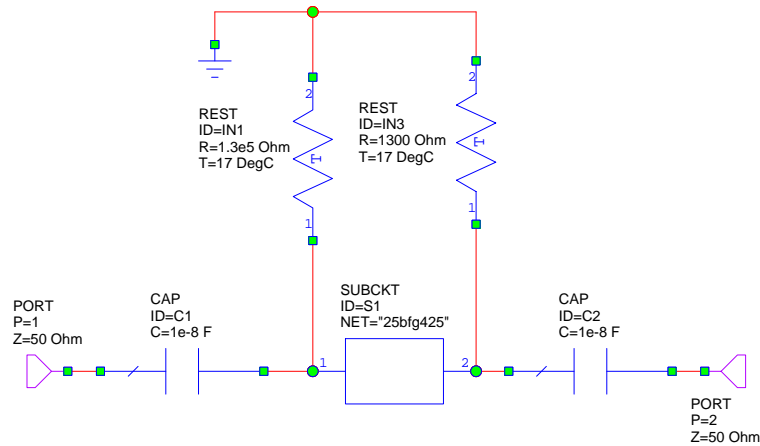 2
REST
ID=IN1
R=1.3e5 Ohm
T=17 DegC
T
1
2
REST
ID=IN3
R=1300 Ohm
T=17 DegC
T
1
PORT
P=1
Z=50 Ohm
CAP
ID=C1
C=1e-8 F
SUBCKT
ID=S1
NET="25bfg425"
1
2
CAP
ID=C2
C=1e-8 F
PORT
P=2
Z=50 Ohm